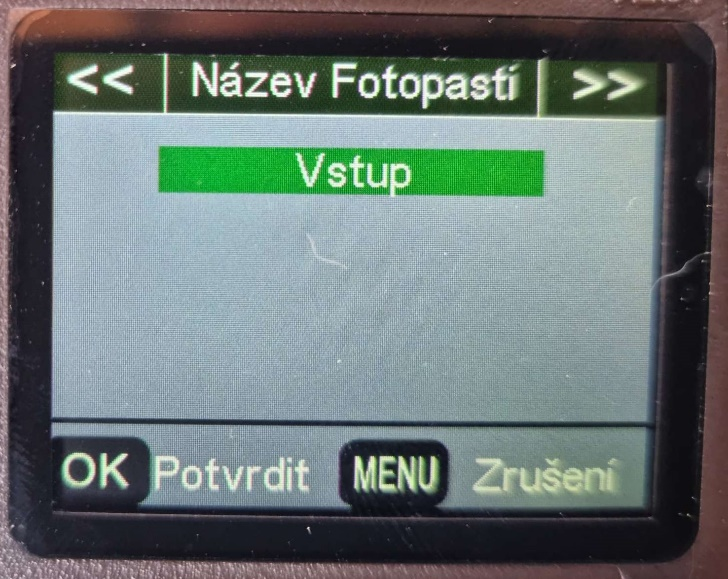 << Název Fotopastí >>
Vstup
OK Potvrdit MENU Zrušení